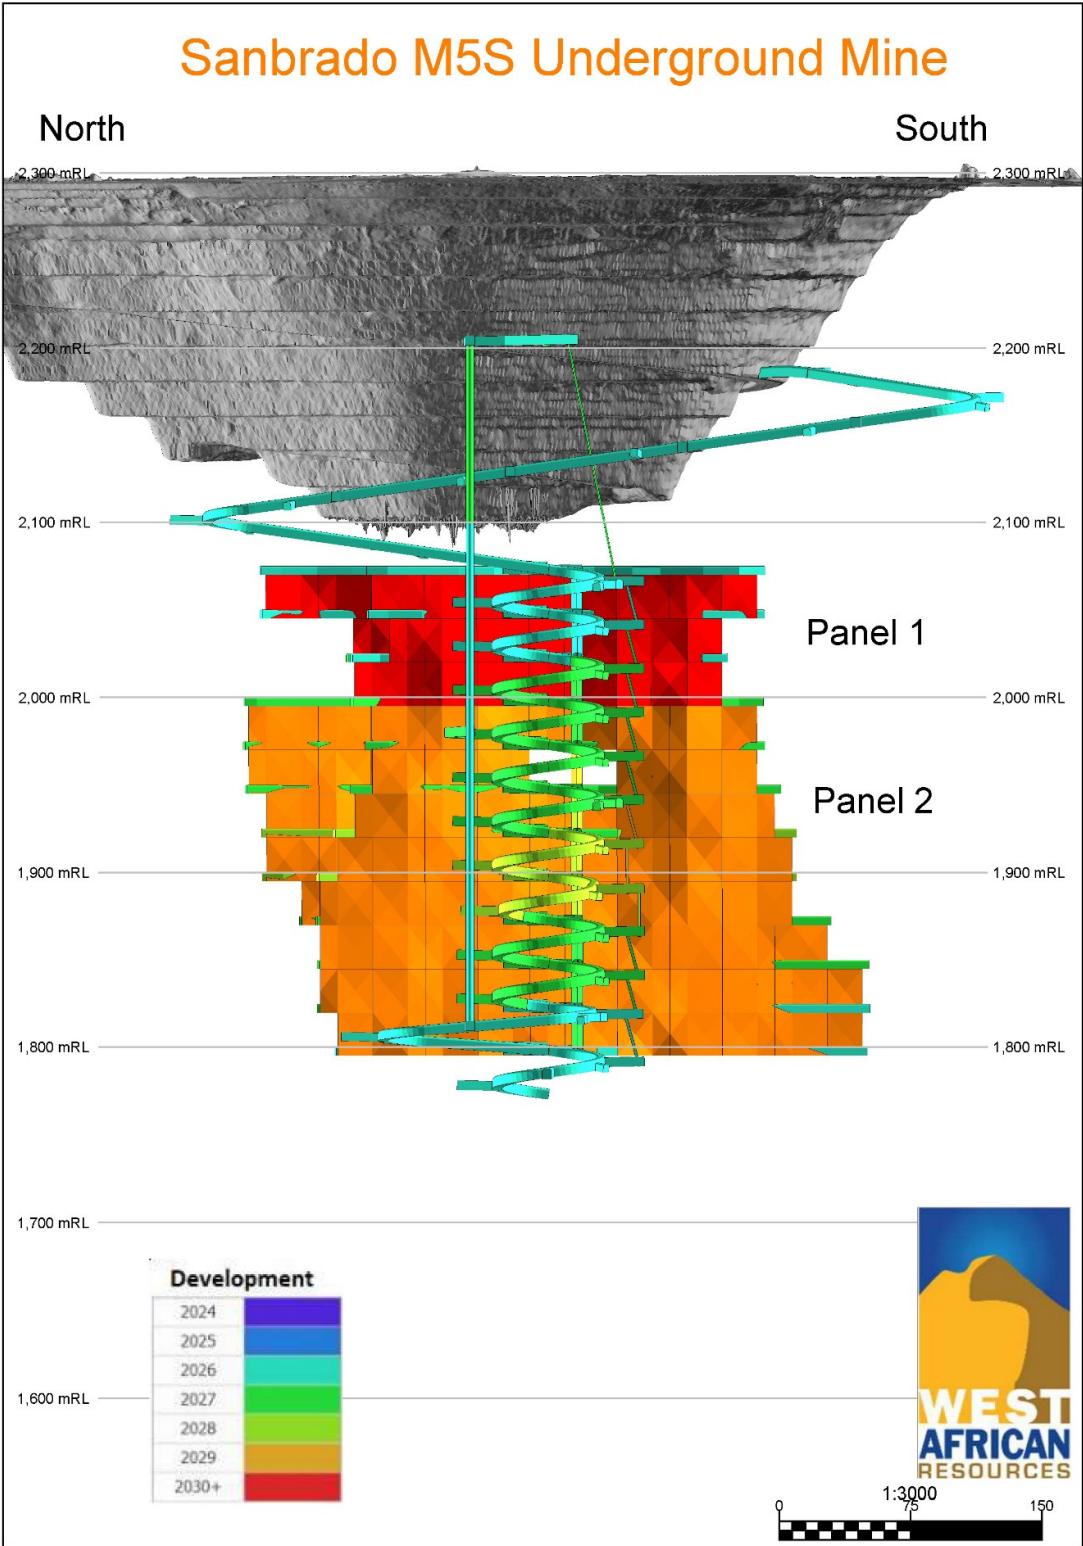 Sanbrado M5S Underground Mine
North
South
2,300 mRL
2,300 mRL
2,200 mRL
2,200 mRL
2,100 mRL
2,100 mRL
Panel 1
2,000 mRL
2,000 mRL
Panel 2
1,900 mRL
1,900 mRL
1,800 mRL
1,800 mRL
1,700 mRL
Development
2024
2025
2026
2027
2028
2029
2030+
1,600 mRL
WEST
AFRICAN
RESOURCES
1:3000
0 75 150